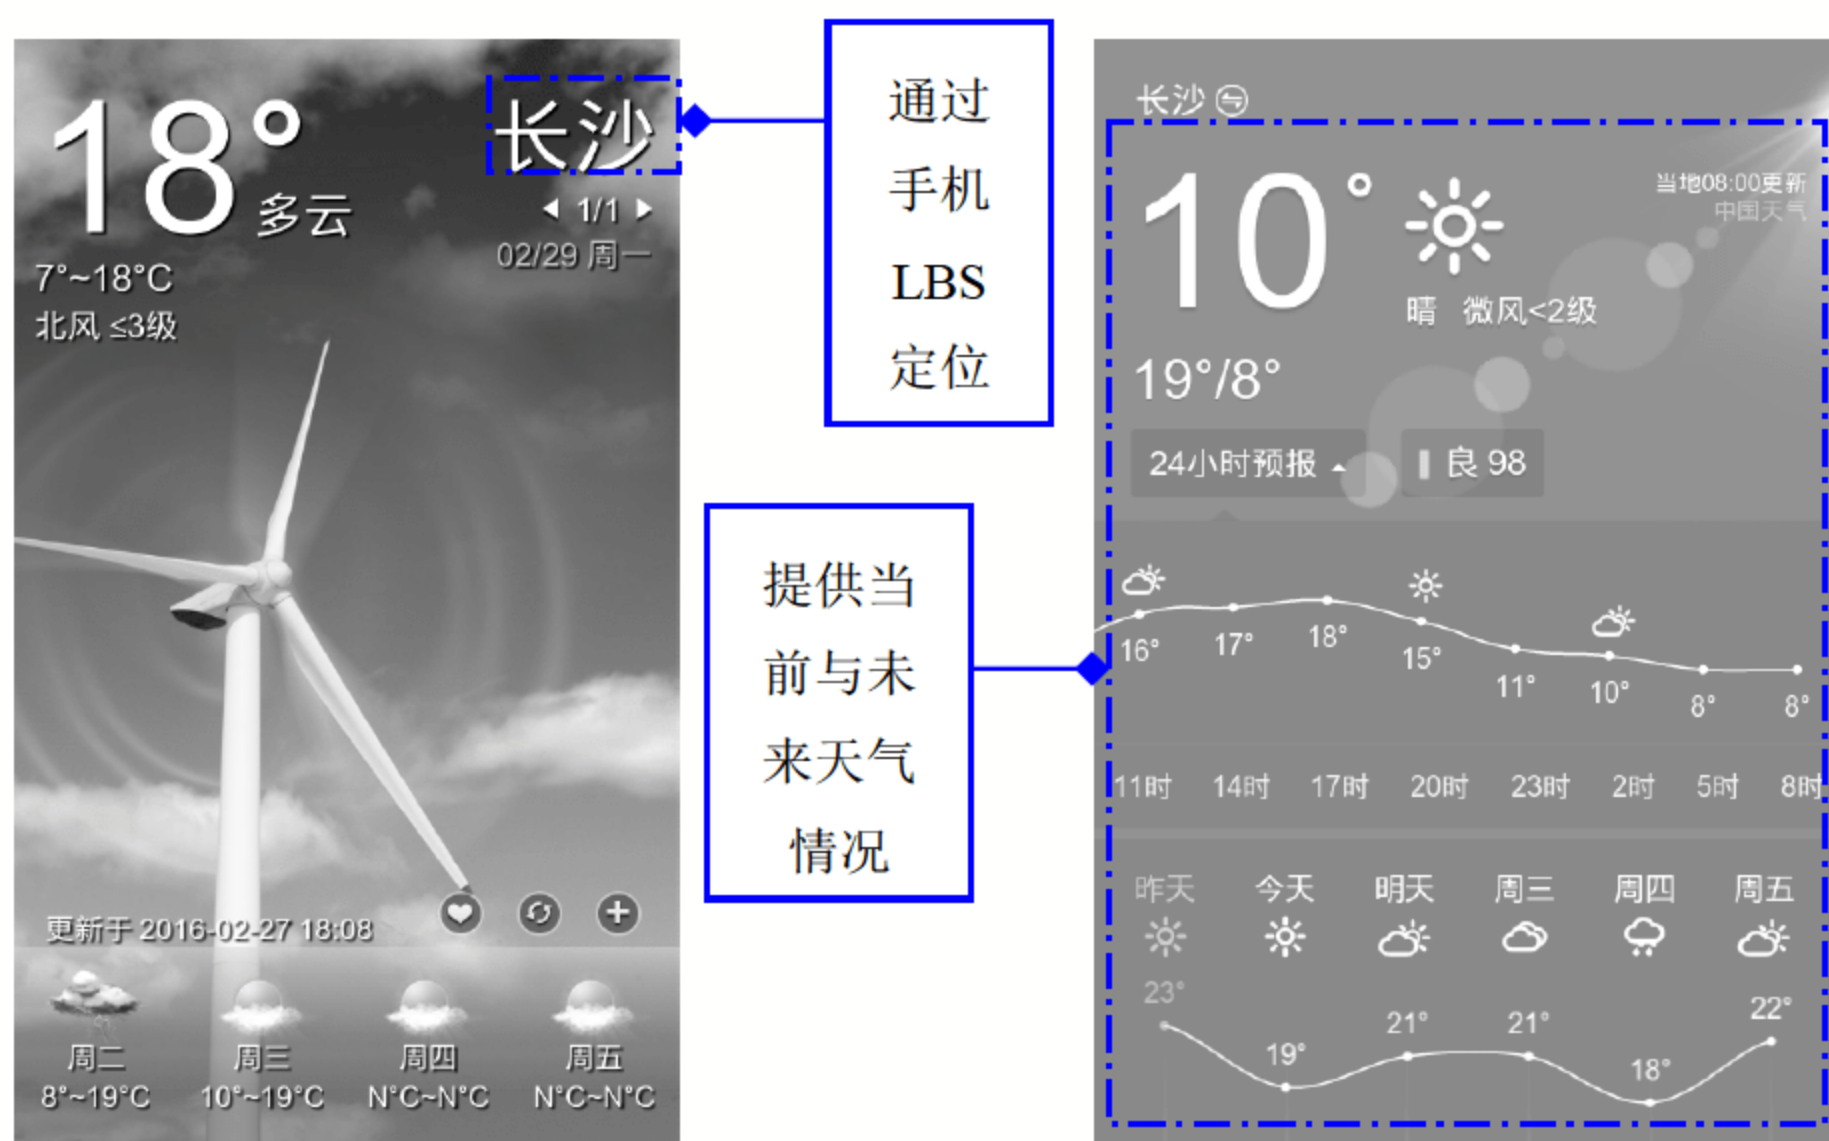 18°
多云
长沙
◀ 1/1 ▶
02/29 周一
7°~18°C
北风 ≤3级
更新于 2016-02-27 18:08
周二 周三 周四 周五
8°~19°C 10°~19°C N°C~N°C N°C~N°C
通过
手机
LBS
定位
提供当
前与未
来天气
情况
长沙
当地08:00更新
中国天气
10°
晴 微风<2级
19°/8°
24小时预报
良 98
16° 17° 18° 15° 11° 10° 8° 8°
11时 14时 17时 20时 23时 2时 5时 8时
昨天 今天 明天 周三 周四 周五
23° 19° 21° 21° 18° 22°